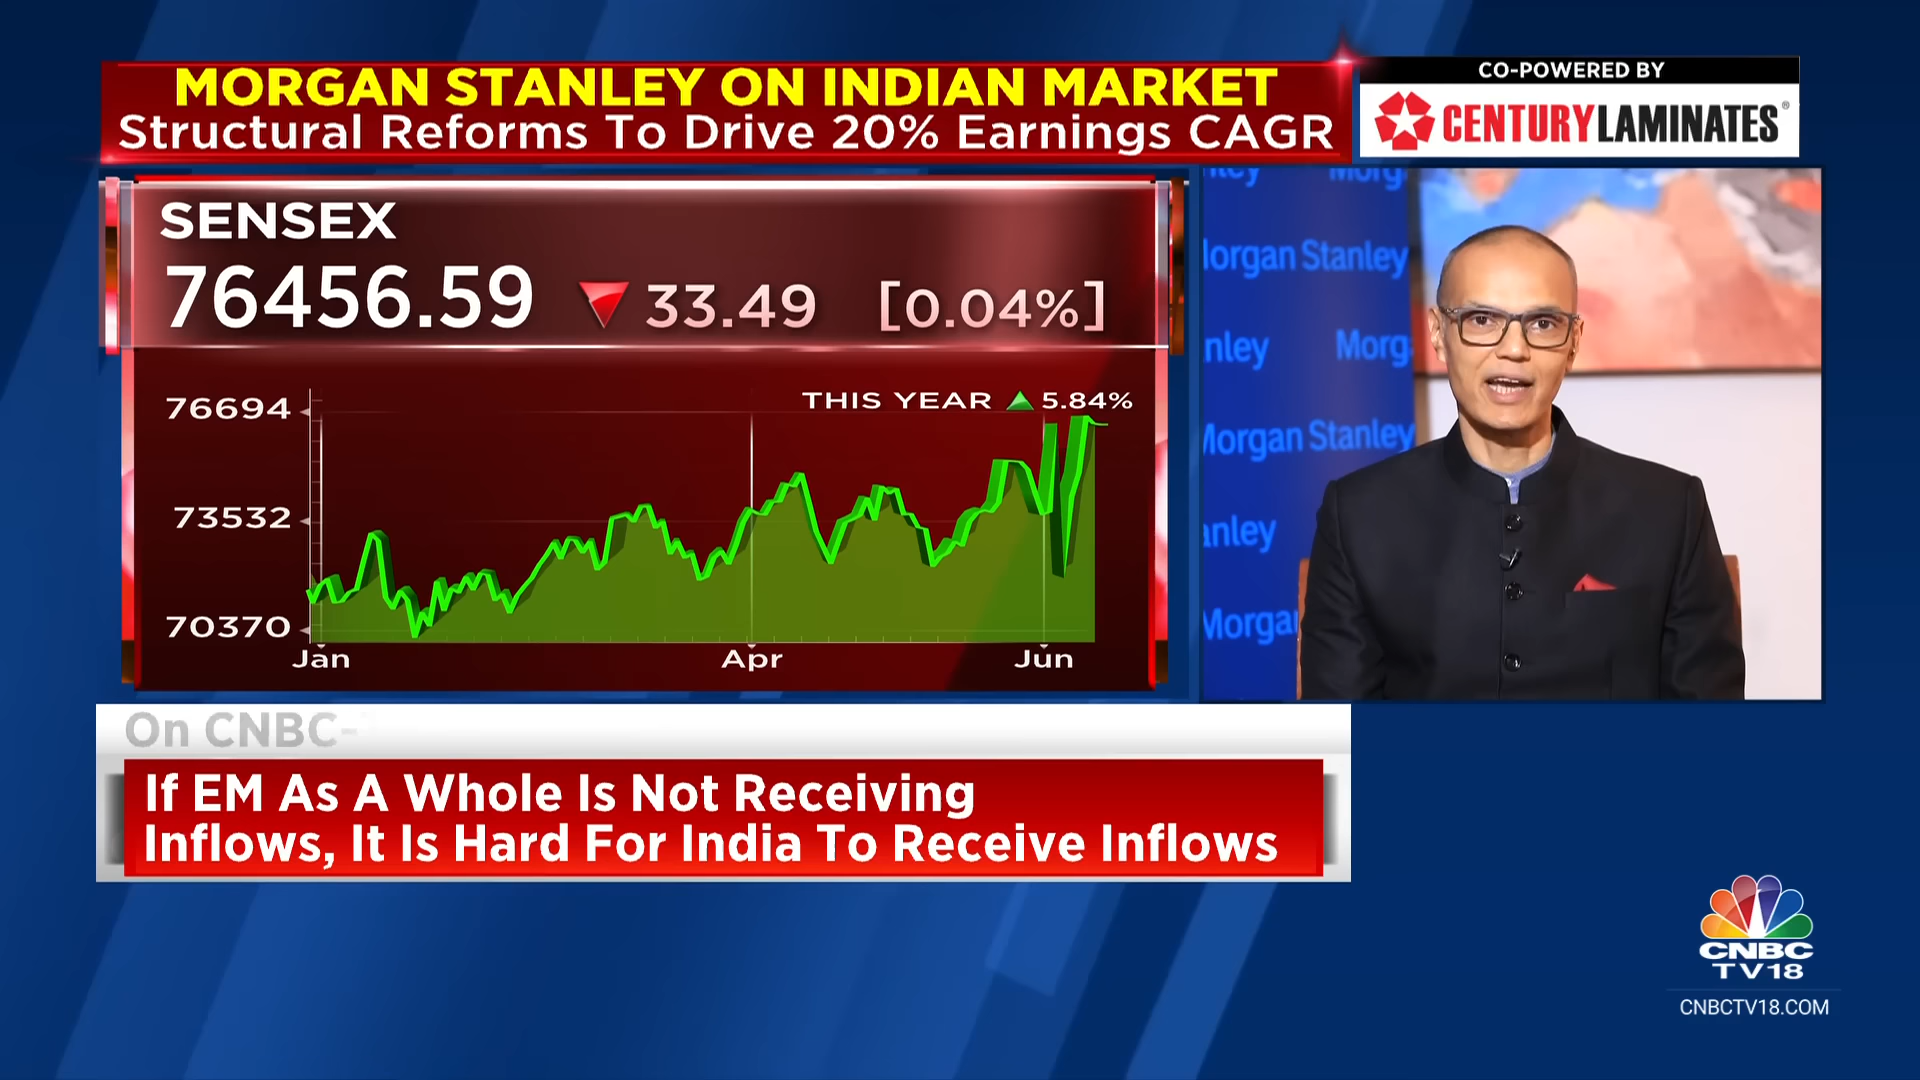 MORGAN STANLEY ON INDIAN MARKET
Structural Reforms To Drive 20% Earnings CAGR
CO-POWERED BY
CENTURYLAMINATES®
SENSEX
76456.59 ▼ 33.49 [0.04%]
THIS YEAR ▲ 5.84%
76694
73532
70370
Jan Apr Jun
Morgan Stanley
Morgan Stanley
On CNBC-
If EM As A Whole Is Not Receiving
Inflows, It Is Hard For India To Receive Inflows
CNBC
TV18
CNBCTV18.COM